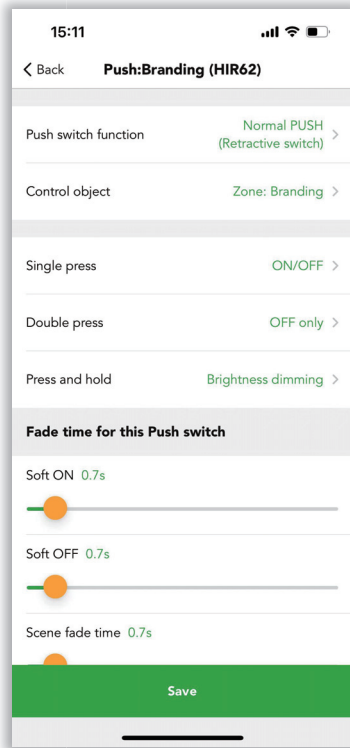 15:11
Back Push:Branding (HIR62)
Push switch function Normal PUSH
(Retractive switch)
Control object Zone: Branding
Single press ON/OFF
Double press OFF only
Press and hold Brightness dimming
Fade time for this Push switch
Soft ON 0.7s
Soft OFF 0.7s
Scene fade time 0.7s
Save